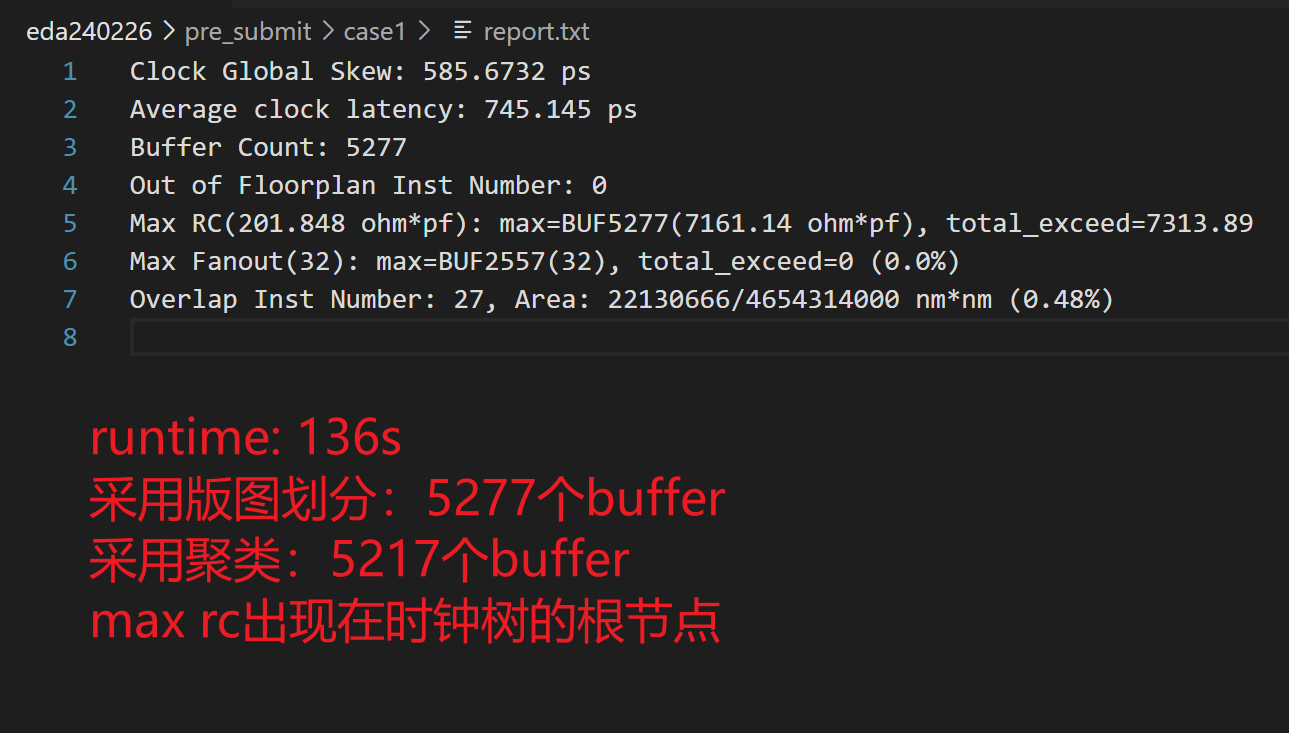 eda240226 > pre_submit > case1 > report.txt
1 Clock Global Skew: 585.6732 ps
2 Average clock latency: 745.145 ps
3 Buffer Count: 5277
4 Out of Floorplan Inst Number: 0
5 Max RC(201.848 ohm*pf): max=BUF5277(7161.14 ohm*pf), total_exceed=7313.89
6 Max Fanout(32): max=BUF2557(32), total_exceed=0 (0.0%)
7 Overlap Inst Number: 27, Area: 22130666/4654314000 nm*nm (0.48%)
8
runtime: 136s
采用版图划分：5277个buffer
采用聚类：5217个buffer
max rc出现在时钟树的根节点